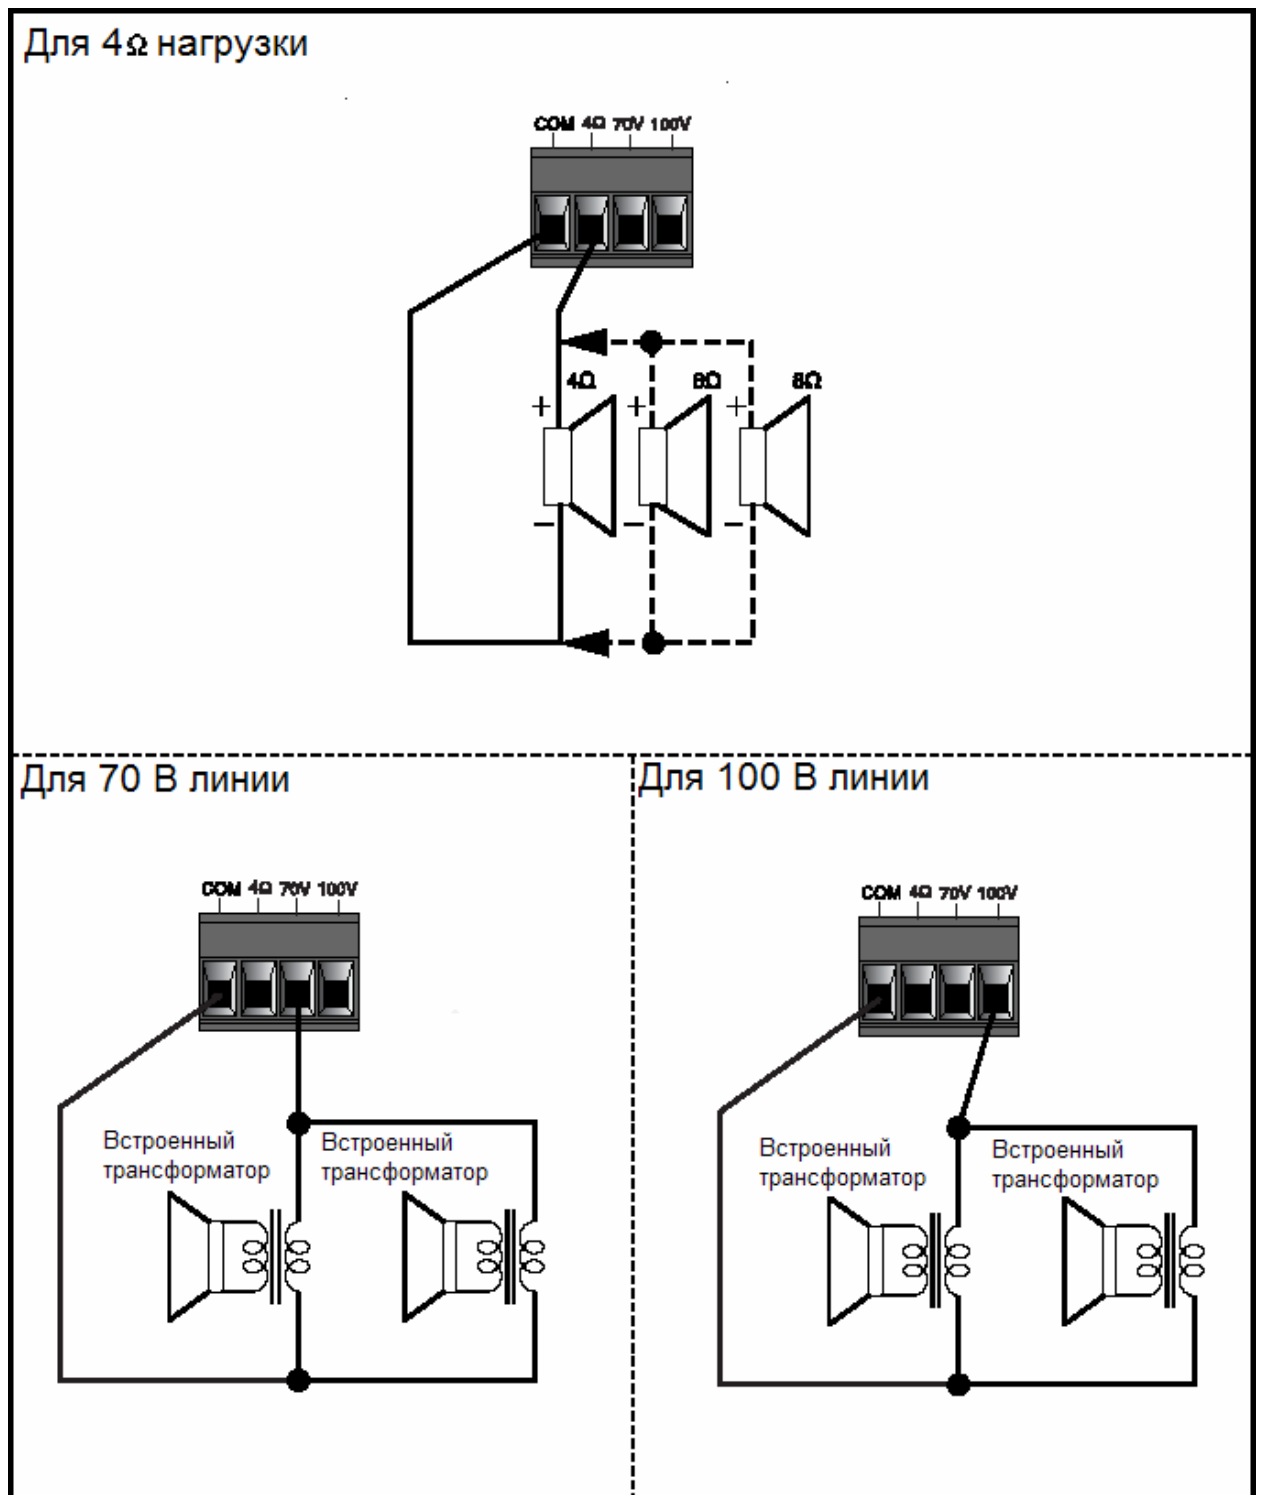 Для 4Ω нагрузки
COM 4Ω 70V 100V
4Ω 8Ω 8Ω
+ + +
− − −
Для 70 В линии
COM 4Ω 70V 100V
Встроенный
трансформатор
Встроенный
трансформатор
Для 100 В линии
COM 4Ω 70V 100V
Встроенный
трансформатор
Встроенный
трансформатор